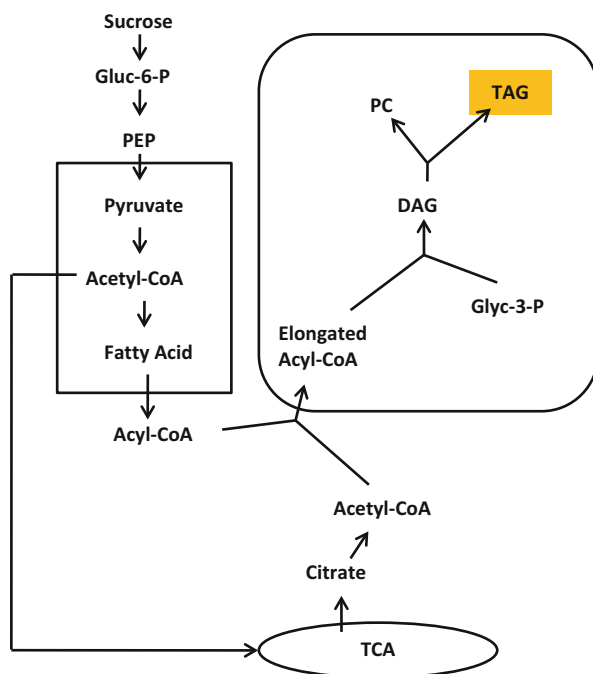 Sucrose
Gluc-6-P
PEP
Pyruvate
Acetyl-CoA
Fatty Acid
Acyl-CoA
TAG
PC
DAG
Glyc-3-P
Elongated
Acyl-CoA
Acetyl-CoA
Citrate
TCA